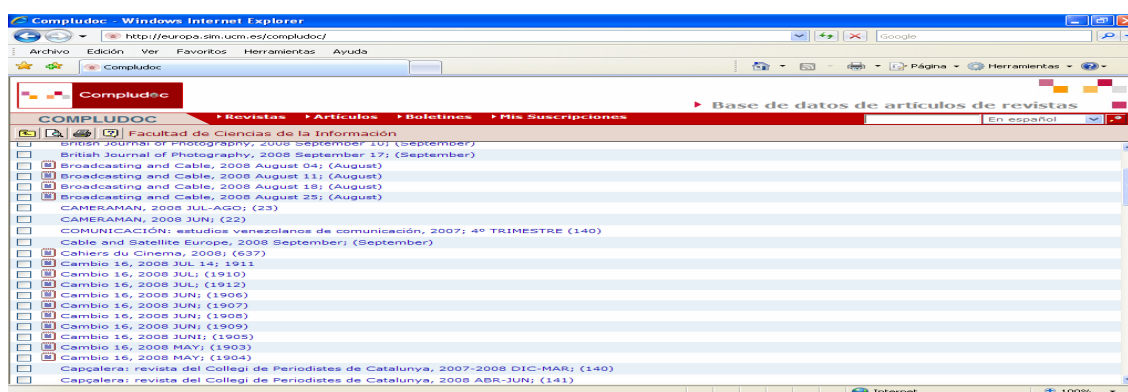 Compludoc - Windows Internet Explorer
http://europa.sim.ucm.es/compludoc/
Google
Archivo Edición Ver Favoritos Herramientas Ayuda
Compludoc
Página Herramientas
Compludoc
Base de datos de artículos de revistas
COMPLUDOC Revistas Artículos Boletines Mis Suscripciones
En español
Facultad de Ciencias de la Información
British Journal of Photography, 2008 September 10; (September)
British Journal of Photography, 2008 September 17; (September)
Broadcasting and Cable, 2008 August 04; (August)
Broadcasting and Cable, 2008 August 11; (August)
Broadcasting and Cable, 2008 August 18; (August)
Broadcasting and Cable, 2008 August 25; (August)
CAMERAMAN, 2008 JUL-AGO; (23)
CAMERAMAN, 2008 JUN; (22)
COMUNICACIÓN: estudios venezolanos de comunicación, 2007; 4º TRIMESTRE (140)
Cable and Satellite Europe, 2008 September; (September)
Cahiers du Cinema, 2008; (637)
Cambio 16, 2008 JUL 14; 1911
Cambio 16, 2008 JUL; (1910)
Cambio 16, 2008 JUL; (1912)
Cambio 16, 2008 JUN; (1906)
Cambio 16, 2008 JUN; (1907)
Cambio 16, 2008 JUN; (1908)
Cambio 16, 2008 JUN; (1909)
Cambio 16, 2008 JUNI; (1905)
Cambio 16, 2008 MAY; (1903)
Cambio 16, 2008 MAY; (1904)
Capçalera: revista del Collegi de Periodistes de Catalunya, 2007-2008 DIC-MAR; (140)
Capçalera: revista del Collegi de Periodistes de Catalunya, 2008 ABR-JUN; (141)
Internet 100%